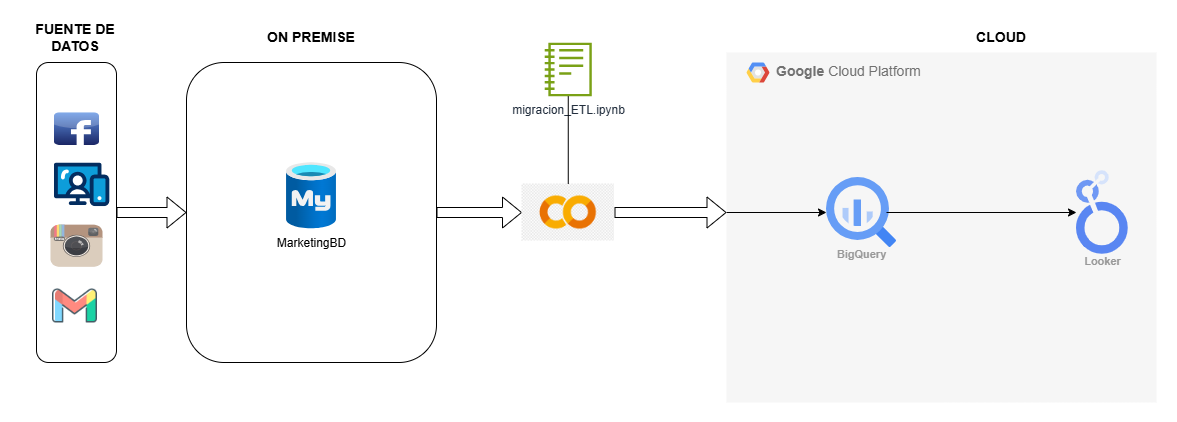 FUENTE DE
DATOS
ON PREMISE
CLOUD
Google Cloud Platform
migracion_ETL.ipynb
My
MarketingBD
BigQuery
Looker